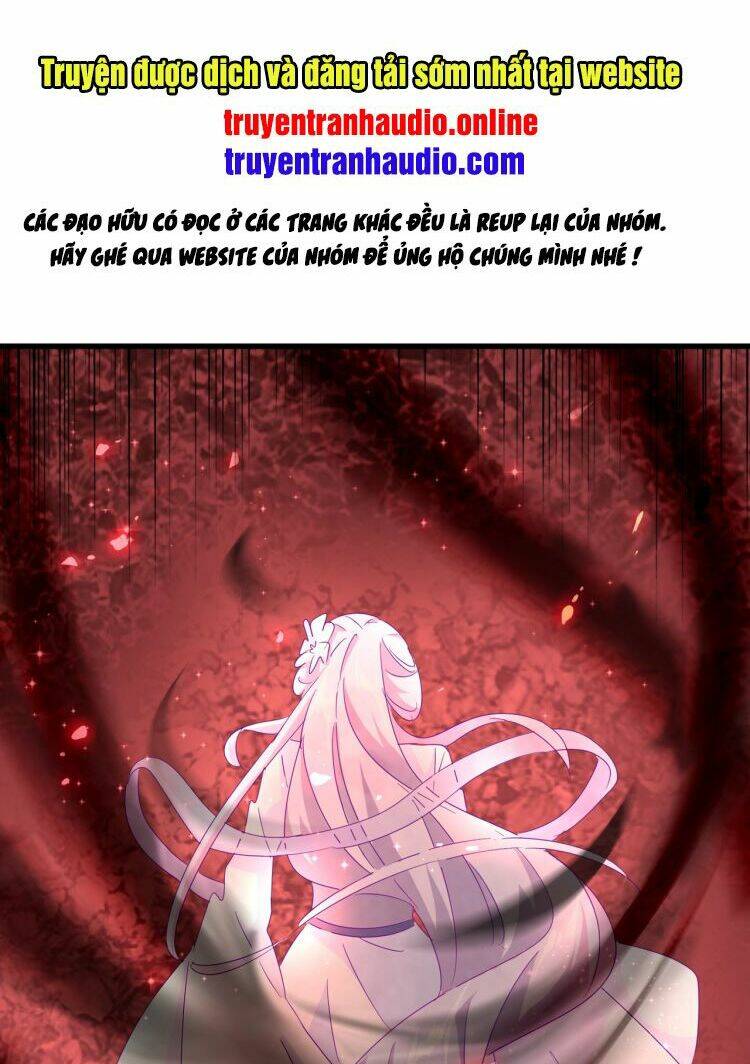 Truyện được dịch và đăng tải sớm nhất tại website
truyentranhaudio.online
truyentranhaudio.com
CÁC ĐẠO HỮU CÓ ĐỌC Ở CÁC TRANG KHÁC ĐỀU LÀ REUP LẠI CỦA NHÓM.
HÃY GHÉ QUA WEBSITE CỦA NHÓM ĐỂ ỦNG HỘ CHÚNG MÌNH NHÉ !